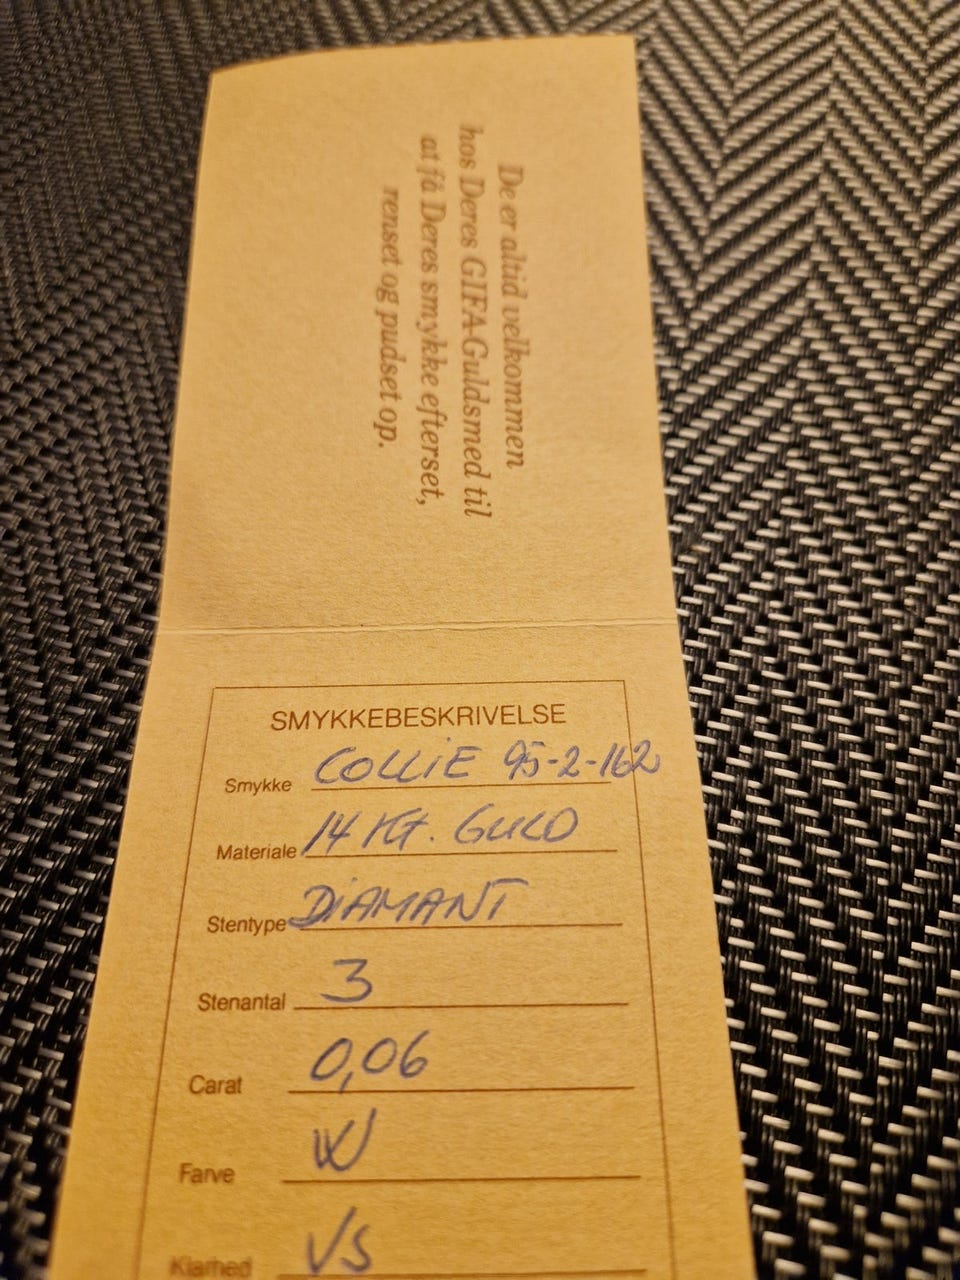 De er altid velkommen
hos Deres GIFA-Guldsmed til
at få Deres smykke efterset,
renset og pudset op.
SMYKKEBESKRIVELSE
Smykke COLLiE 95-2-162
Materiale 14 Kt. GULD
Stentype DiAMANT
Stenantal 3
Carat 0,06
Farve W
Klarhed VS